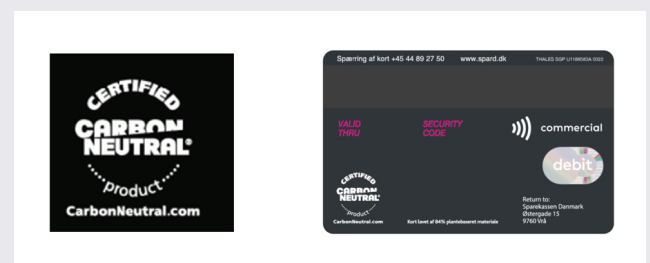 CERTIFIED
CARBON
NEUTRAL®
product
CarbonNeutral.com
Spærring af kort +45 44 89 27 50 www.spard.dk THALES SGP U1198583A 0322
VALID
THRU
SECURITY
CODE
commercial
debit
CERTIFIED
CARBON
NEUTRAL®
product
CarbonNeutral.com
Kort lavet af 84% plantebaseret materiale
Return to:
Sparekassen Danmark
Østergade 15
9760 Vrå